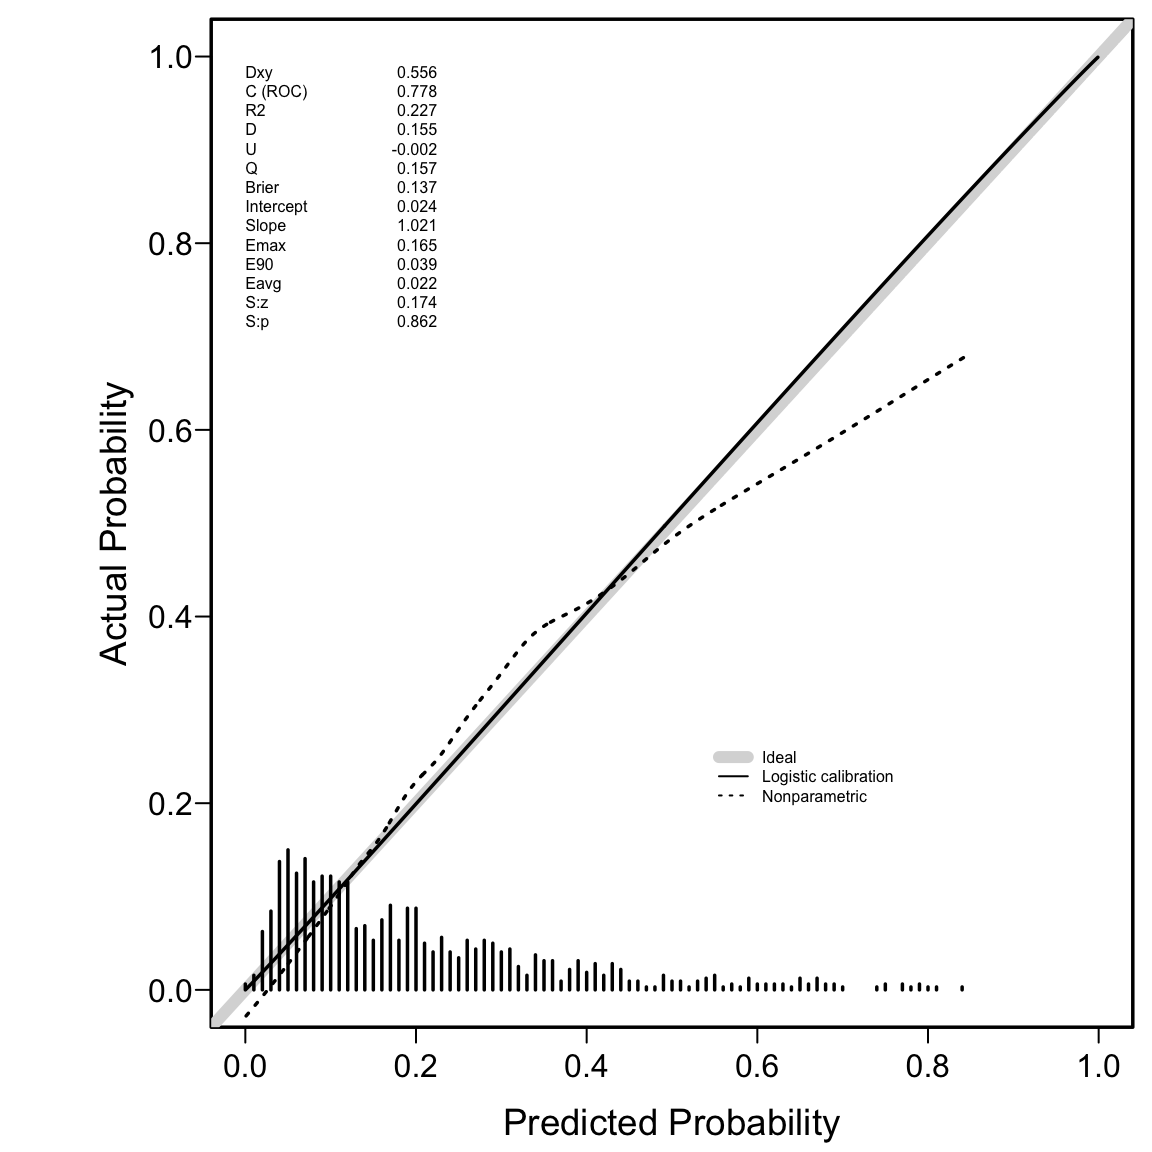 1.0
0.8
0.6
0.4
0.2
0.0
Actual Probability
Dxy 0.556
C (ROC) 0.778
R2 0.227
D 0.155
U -0.002
Q 0.157
Brier 0.137
Intercept 0.024
Slope 1.021
Emax 0.165
E90 0.039
Eavg 0.022
S:z 0.174
S:p 0.862
Ideal
Logistic calibration
Nonparametric
0.0 0.2 0.4 0.6 0.8 1.0
Predicted Probability